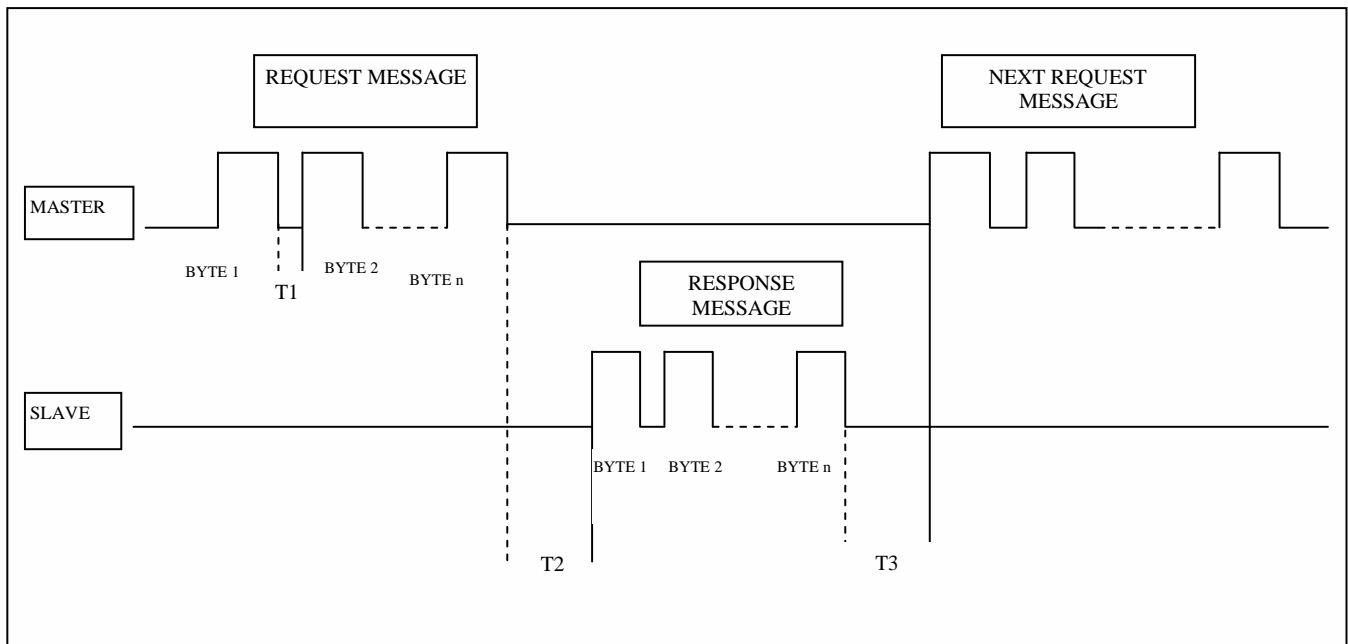 REQUEST MESSAGE
NEXT REQUEST
MESSAGE
MASTER
BYTE 1
T1
BYTE 2
BYTE n
RESPONSE
MESSAGE
SLAVE
BYTE 1
BYTE 2
BYTE n
T2
T3